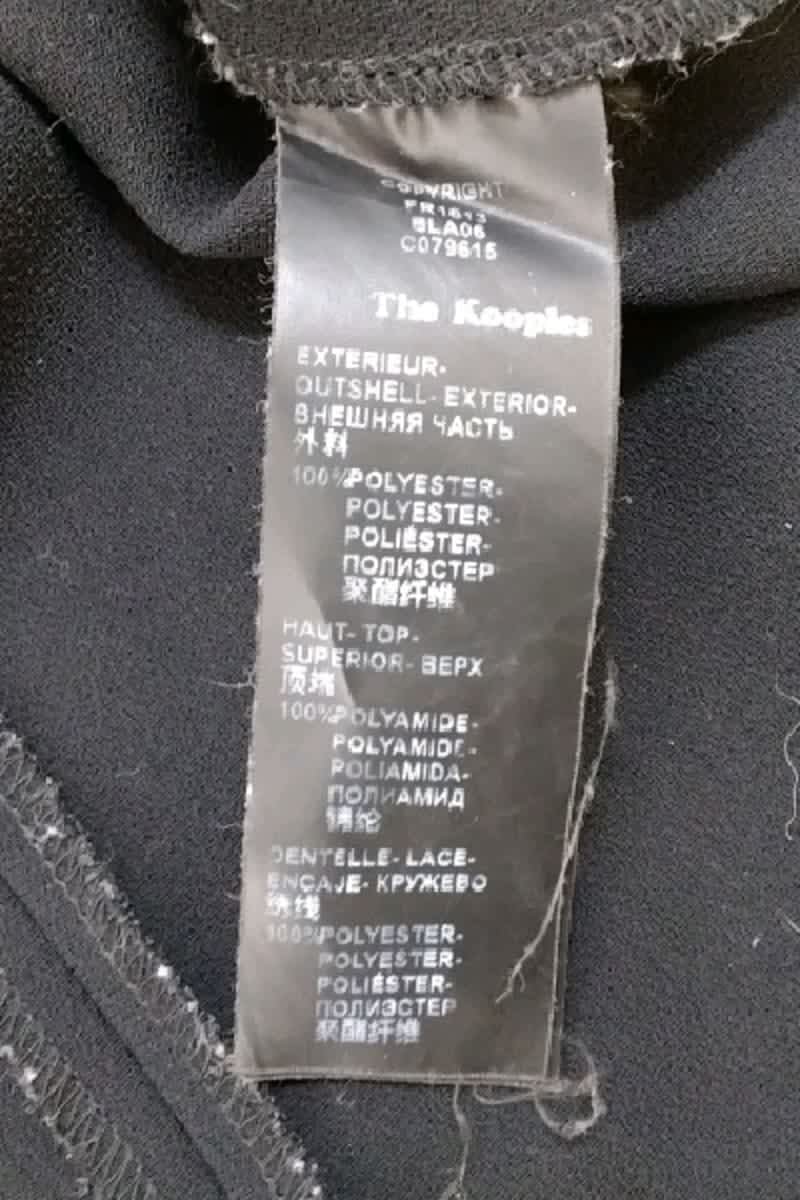 COPYRIGHT
BLA06
C079615
The Kooples
EXTERIEUR-
OUTSHELL- EXTERIOR-
ВНЕШНЯЯ ЧАСТЬ
外料
100%POLYESTER-
POLYESTER-
POLIÉSTER-
ПОЛИЭСТЕР
聚酯纤维
HAUT- TOP-
SUPERIOR- ВЕРХ
顶端
100%POLYAMIDE-
POLYAMIDE-
POLIAMIDA-
ПОЛИАМИД
锦纶
DENTELLE- LACE-
ENCAJE- КРУЖЕВО
100%POLYESTER-
POLYESTER-
POLIÉSTER-
ПОЛИЭСТЕР
聚酯纤维